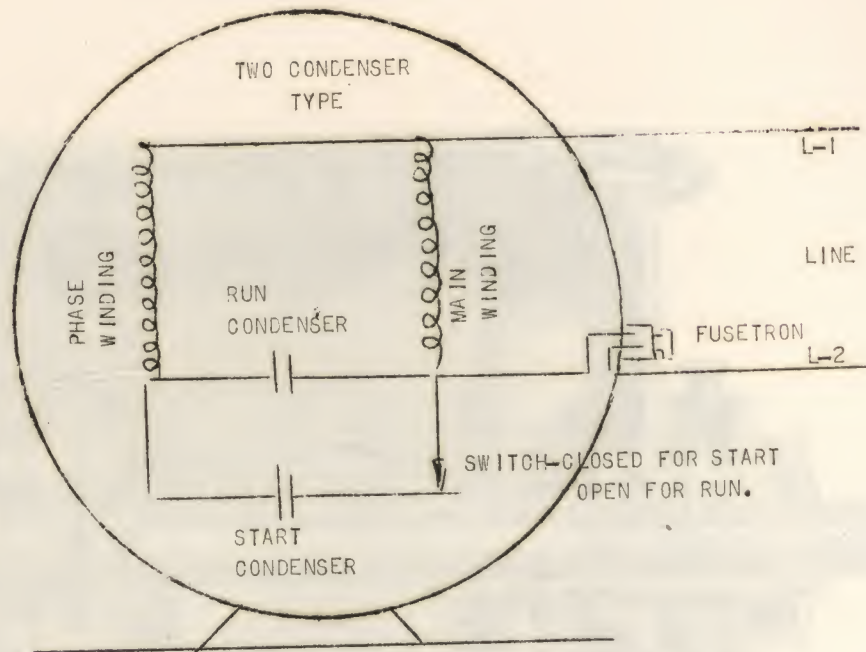 TWO CONDENSER
TYPE
L-1
LINE
PHASE
WINDING
RUN
CONDENSER
MAIN
WINDING
FUSETRON
L-2
SWITCH-CLOSED FOR START
OPEN FOR RUN.
START
CONDENSER